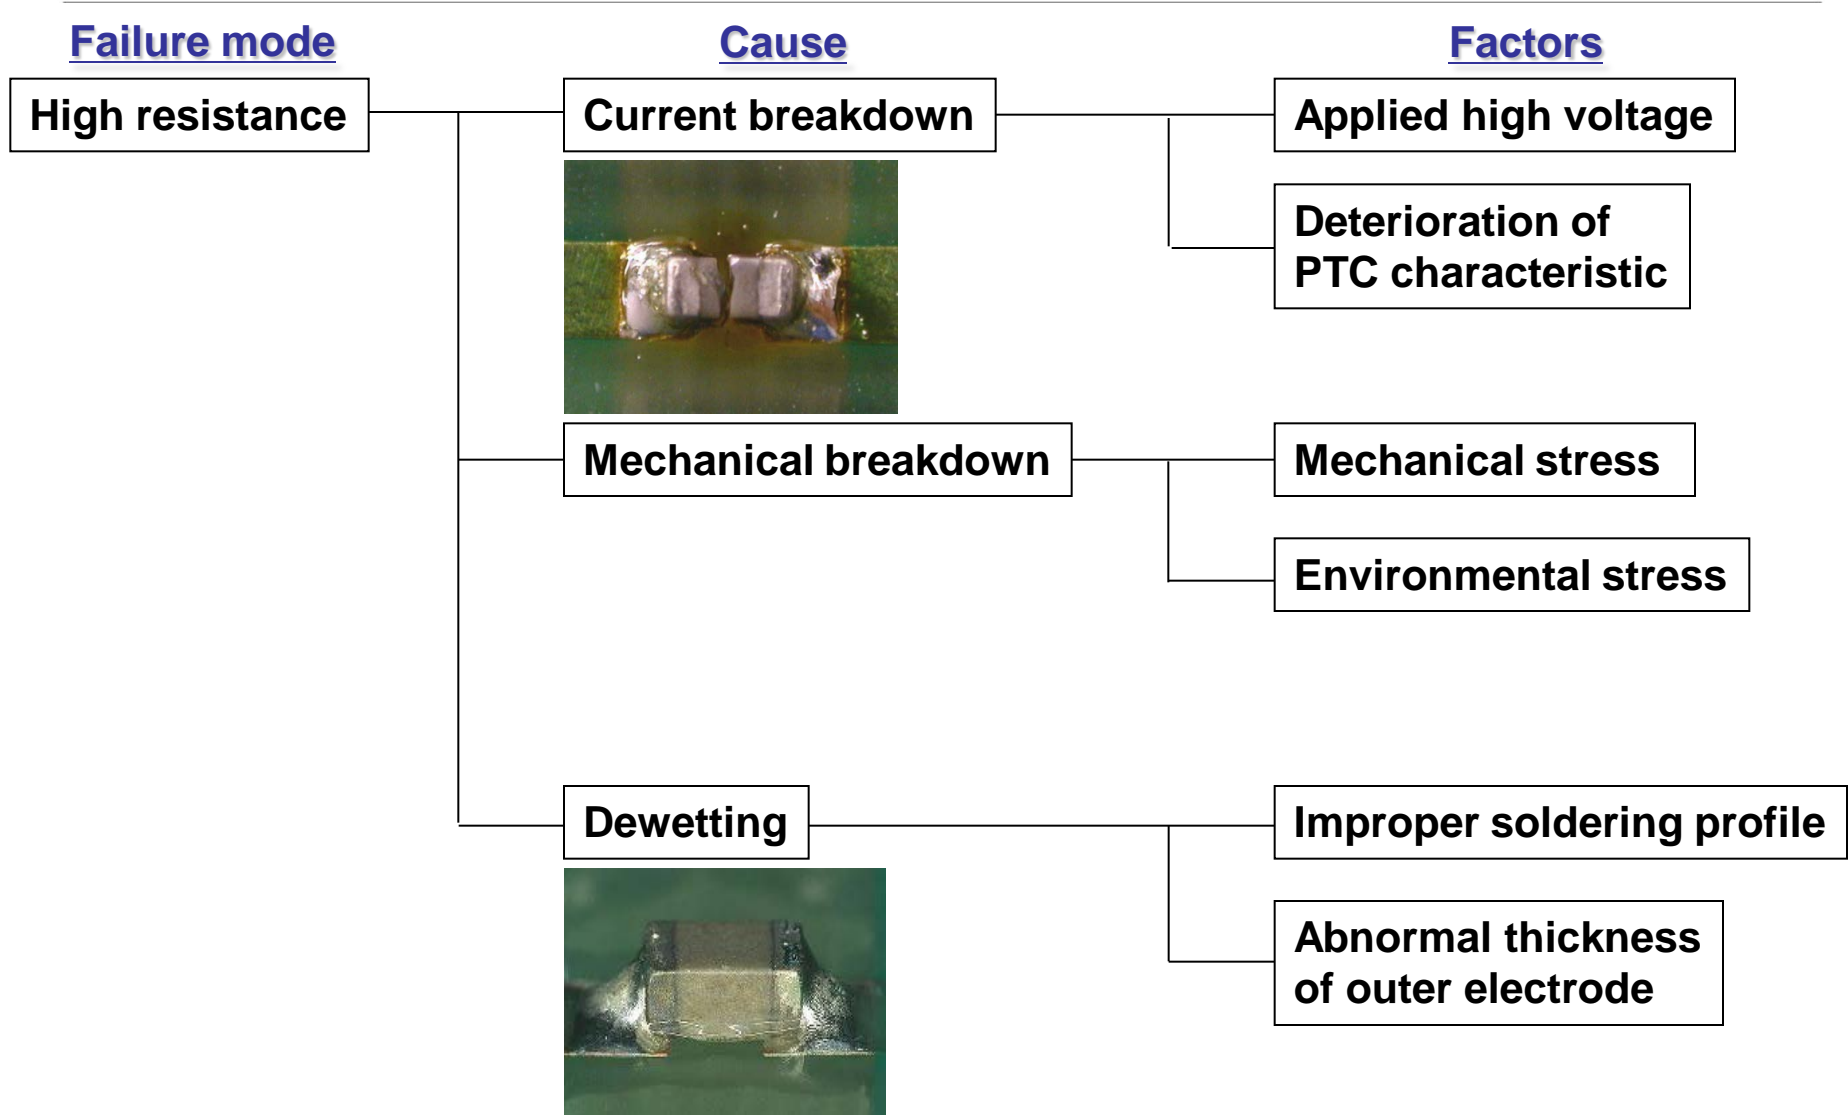 Failure mode
Cause
Factors
High resistance
Current breakdown
Applied high voltage
Deterioration of
PTC characteristic
Mechanical breakdown
Mechanical stress
Environmental stress
Dewetting
Improper soldering profile
Abnormal thickness
of outer electrode